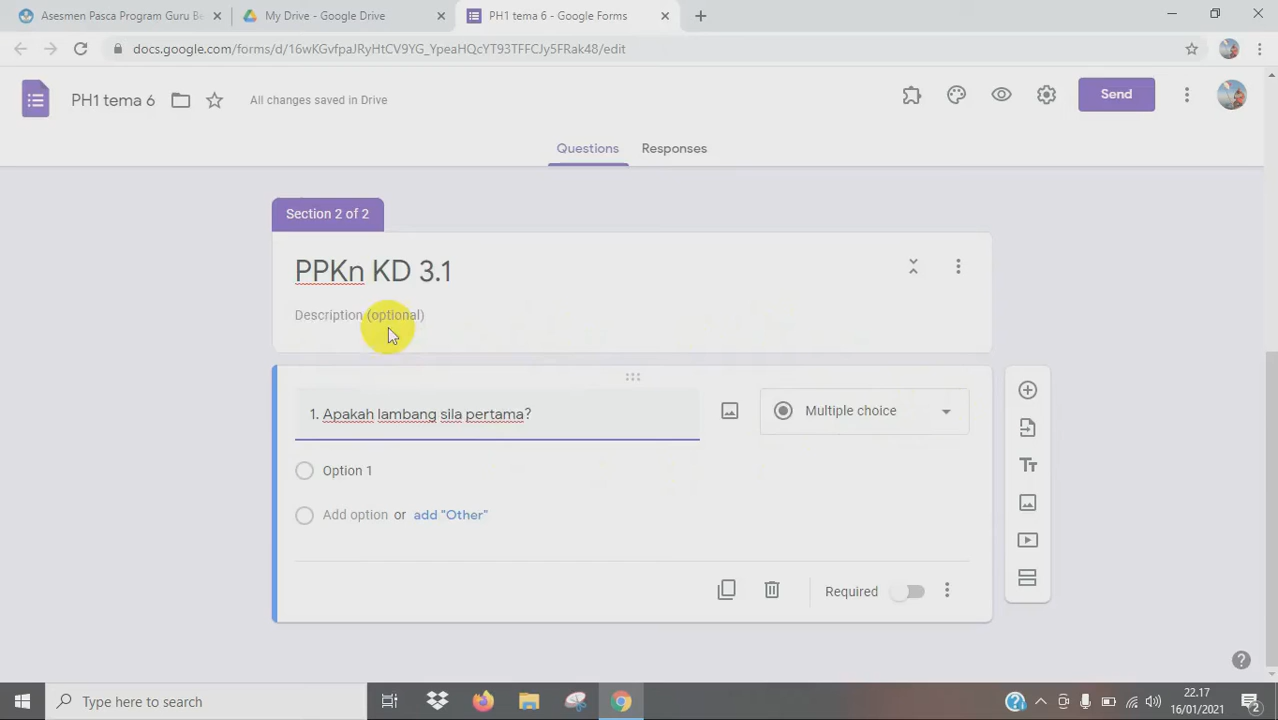 Asesmen Pasca Program Guru Be
My Drive - Google Drive
PH1 tema 6 - Google Forms
docs.google.com/forms/d/16wKGvfpaJRyHtCV9YG_YpeaHQcYT93TFFCJy5FRak48/edit
PH1 tema 6
All changes saved in Drive
Send
Questions
Responses
Section 2 of 2
PPKn KD 3.1
Description (optional)
1. Apakah lambang sila pertama?
Multiple choice
Option 1
Add option or add "Other"
Required
Type here to search
22.17
16/01/2021
2